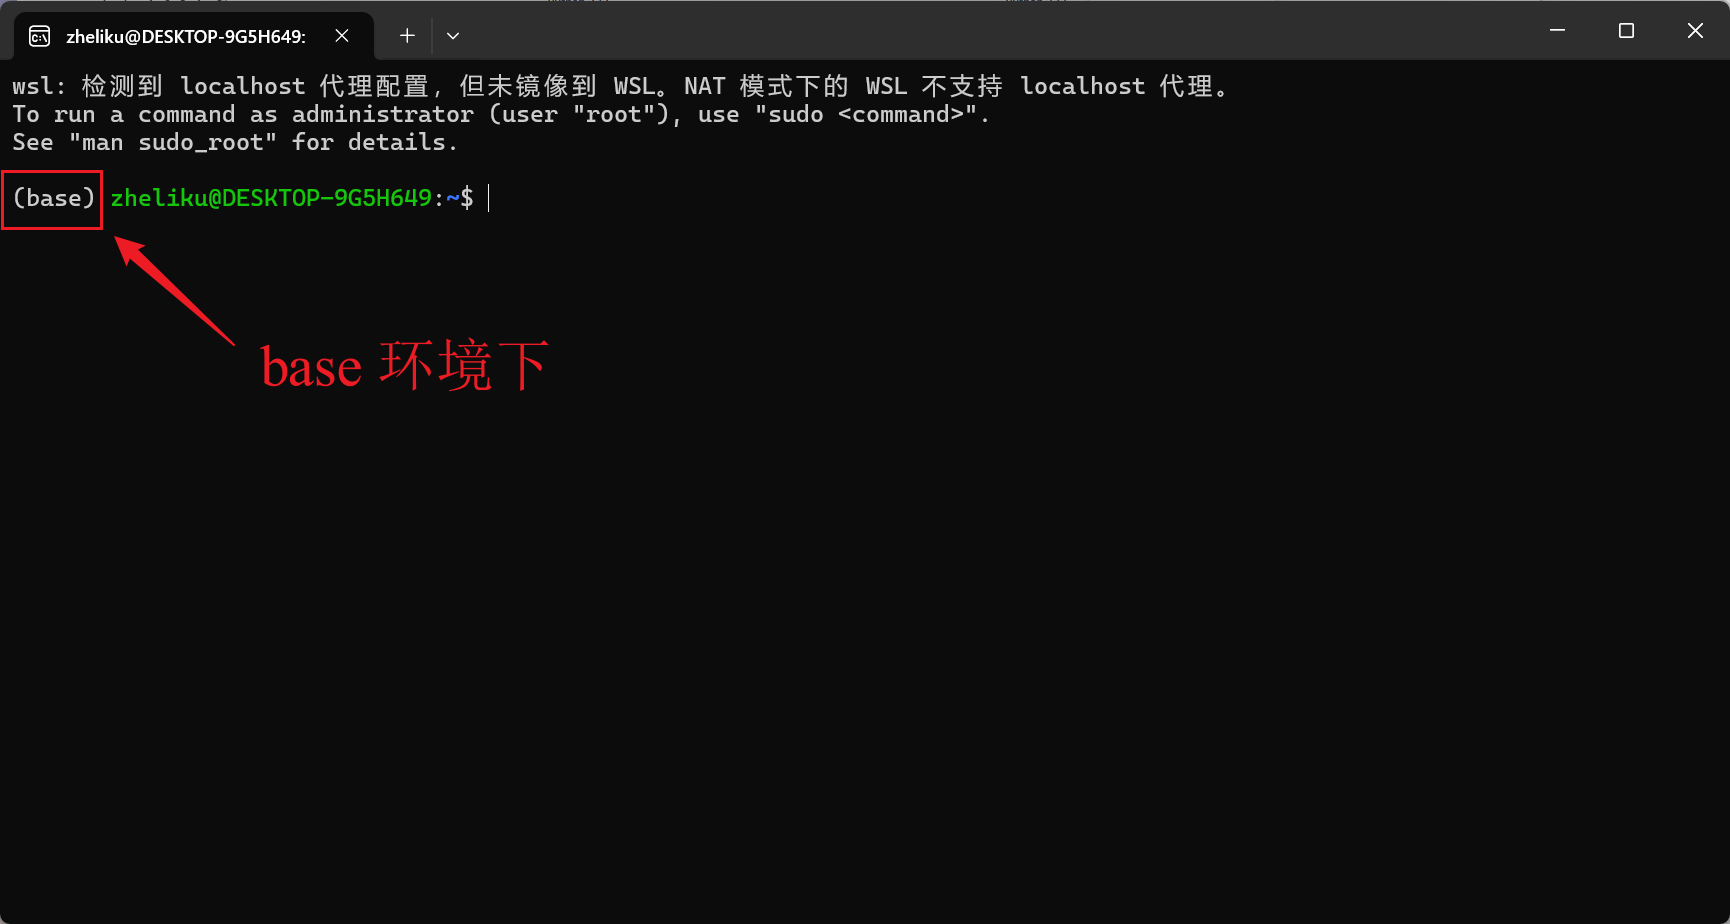 zheliku@DESKTOP-9G5H649:
wsl: 检测到 localhost 代理配置，但未镜像到 WSL。NAT 模式下的 WSL 不支持 localhost 代理。
To run a command as administrator (user "root"), use "sudo <command>".
See "man sudo_root" for details.
(base) zheliku@DESKTOP-9G5H649:~$
base 环境下